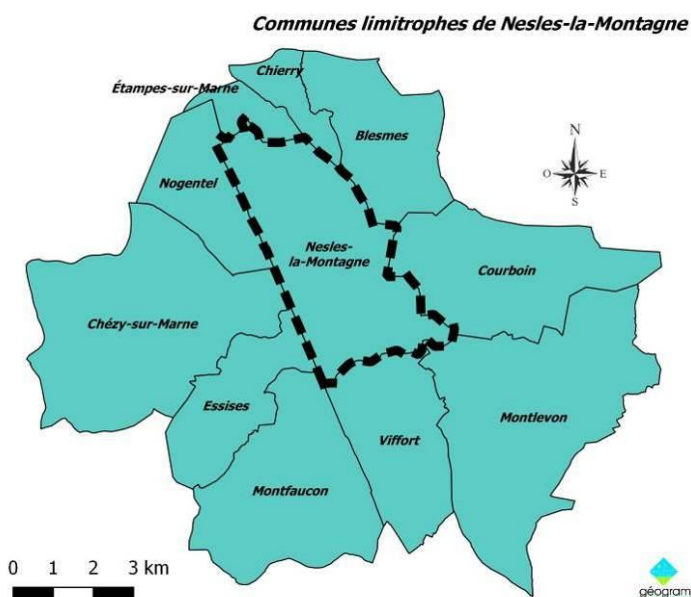 Communes limitrophes de Nesles-la-Montagne
Chierry
Étampes-sur-Marne
Blesmes
N
O E
S
Nogentel
Nesles-
la-Montagne
Courboin
Chézy-sur-Marne
Essises
Montlevon
Viffort
Montfaucon
0 1 2 3 km
géogram